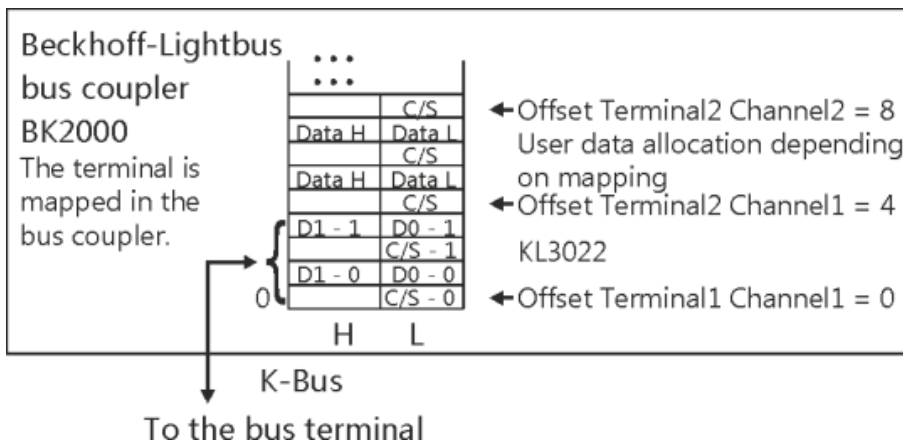 Beckhoff-Lightbus
bus coupler
BK2000
The terminal is
mapped in the
bus coupler.
C/S
Data H Data L
C/S
Data H Data L
C/S
D1 - 1 D0 - 1
C/S - 1
D1 - 0 D0 - 0
0 C/S - 0
H L
Offset Terminal2 Channel2 = 8
User data allocation depending
on mapping
Offset Terminal2 Channel1 = 4
KL3022
Offset Terminal1 Channel1 = 0
K-Bus
To the bus terminal